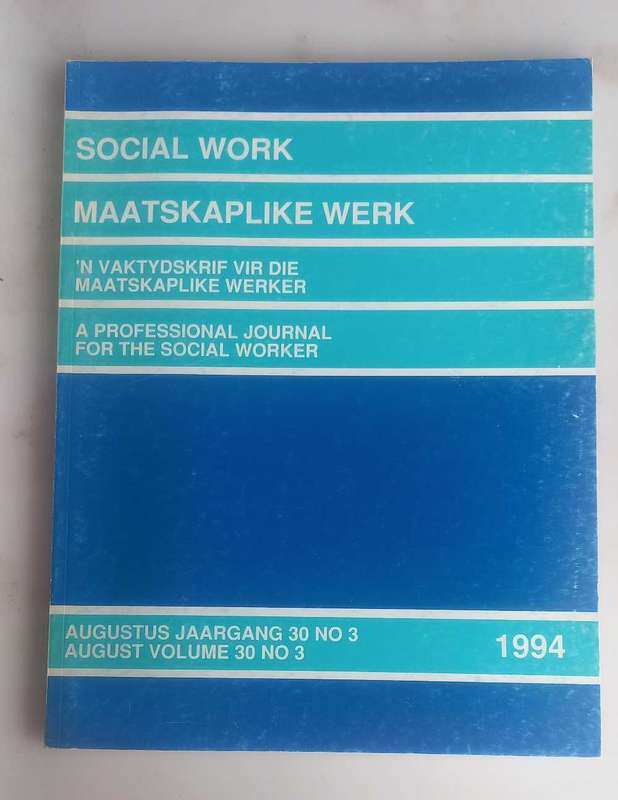 SOCIAL WORK
MAATSKAPLIKE WERK
'N VAKTYDSKRIF VIR DIE
MAATSKAPLIKE WERKER
A PROFESSIONAL JOURNAL
FOR THE SOCIAL WORKER
AUGUSTUS JAARGANG 30 NO 3
AUGUST VOLUME 30 NO 3
1994